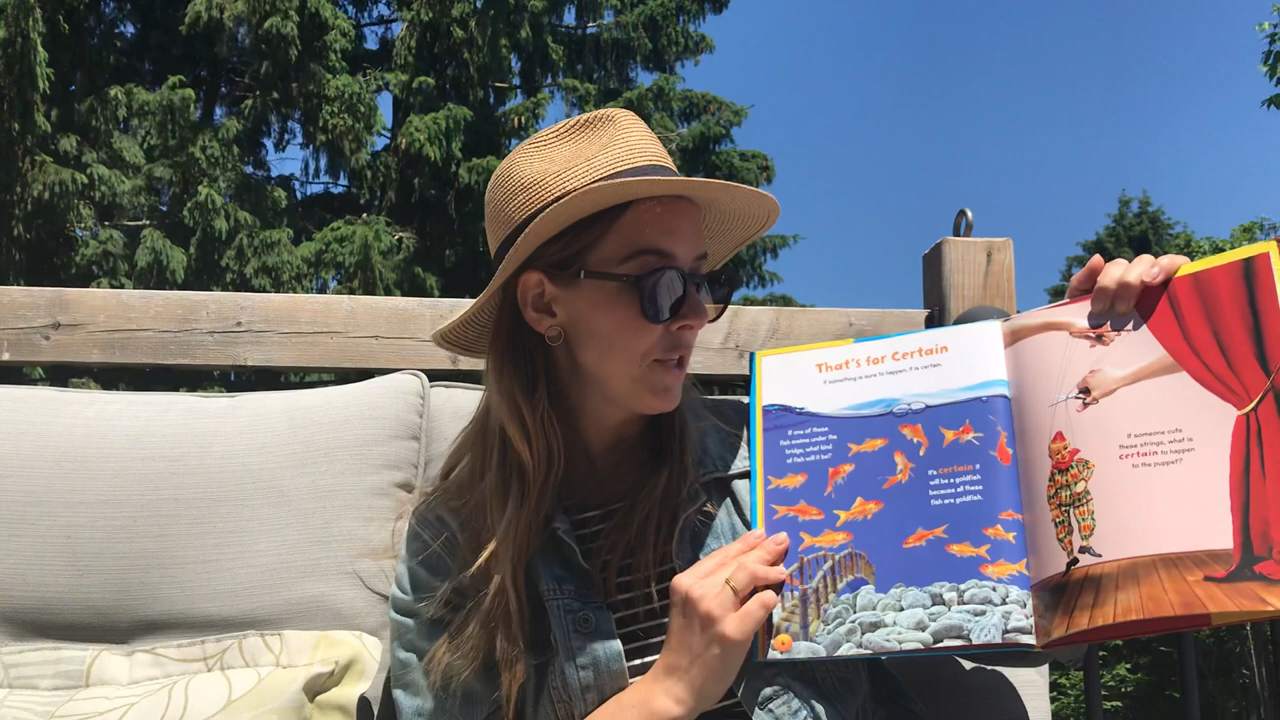 That's for Certain
If something is sure to happen, it is certain.
If one of these
fish swims under the
bridge, what kind
of fish will it be?
It's certain it
will be a goldfish
because all these
fish are goldfish.
If someone cuts
these strings, what is
certain to happen
to the puppet?